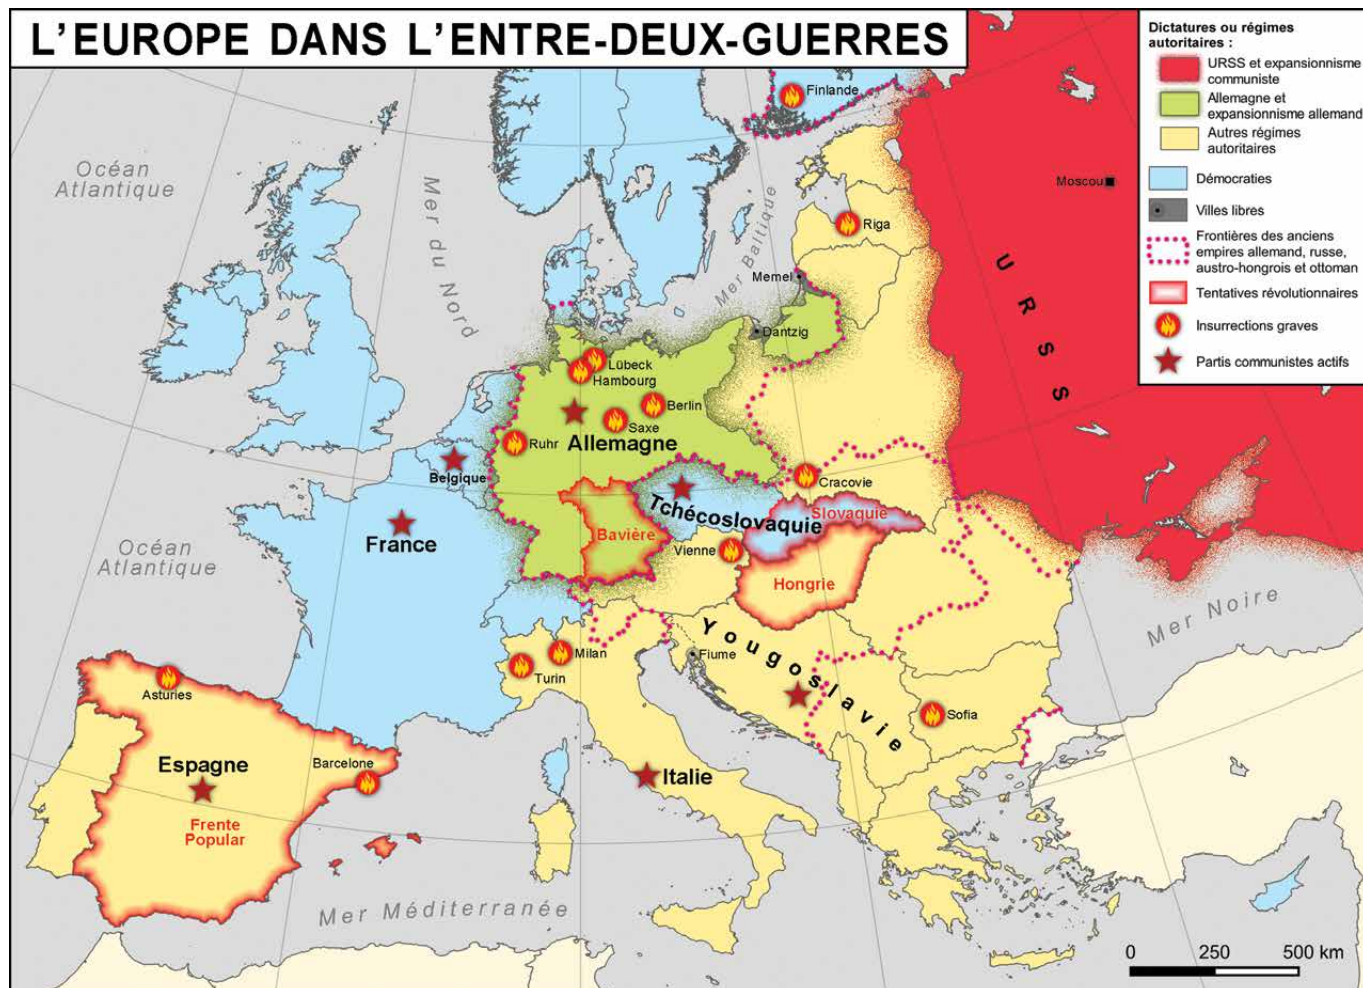 L'EUROPE DANS L'ENTRE-DEUX-GUERRES
Dictatures ou régimes
autoritaires :
URSS et expansionnisme
communiste
Allemagne et
expansionnisme allemand
Autres régimes
autoritaires
Démocraties
Villes libres
Frontières des anciens
empires allemand, russe,
austro-hongrois et ottoman
Tentatives révolutionnaires
Insurrections graves
Partis communistes actifs
Finlande
Océan
Atlantique
Mer du Nord
Mer Baltique
Moscou
Riga
URSS
Memel
Dantzig
Lübeck
Hambourg
Berlin
Saxe
Ruhr
Allemagne
Belgique
Cracovie
Tchécoslovaquie
Slovaquie
France
Bavière
Vienne
Hongrie
Océan
Atlantique
Mer Noire
Yougoslavie
Milan
Turin
Fiume
Asturies
Sofia
Espagne
Barcelone
Italie
Frente
Popular
Mer Méditerranée
0 250 500 km